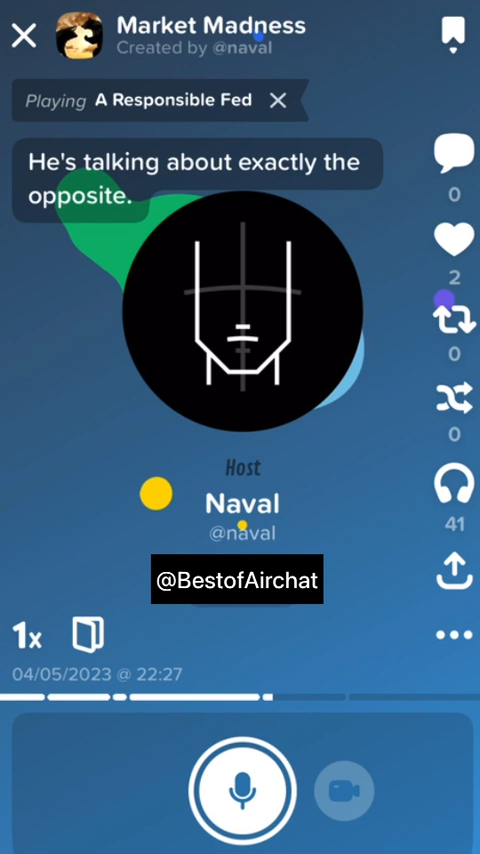 Market Madness
Created by @naval
Playing A Responsible Fed
He's talking about exactly the
opposite.
0
2
0
0
41
Host
Naval
@naval
@BestofAirchat
1x
04/05/2023 @ 22:27